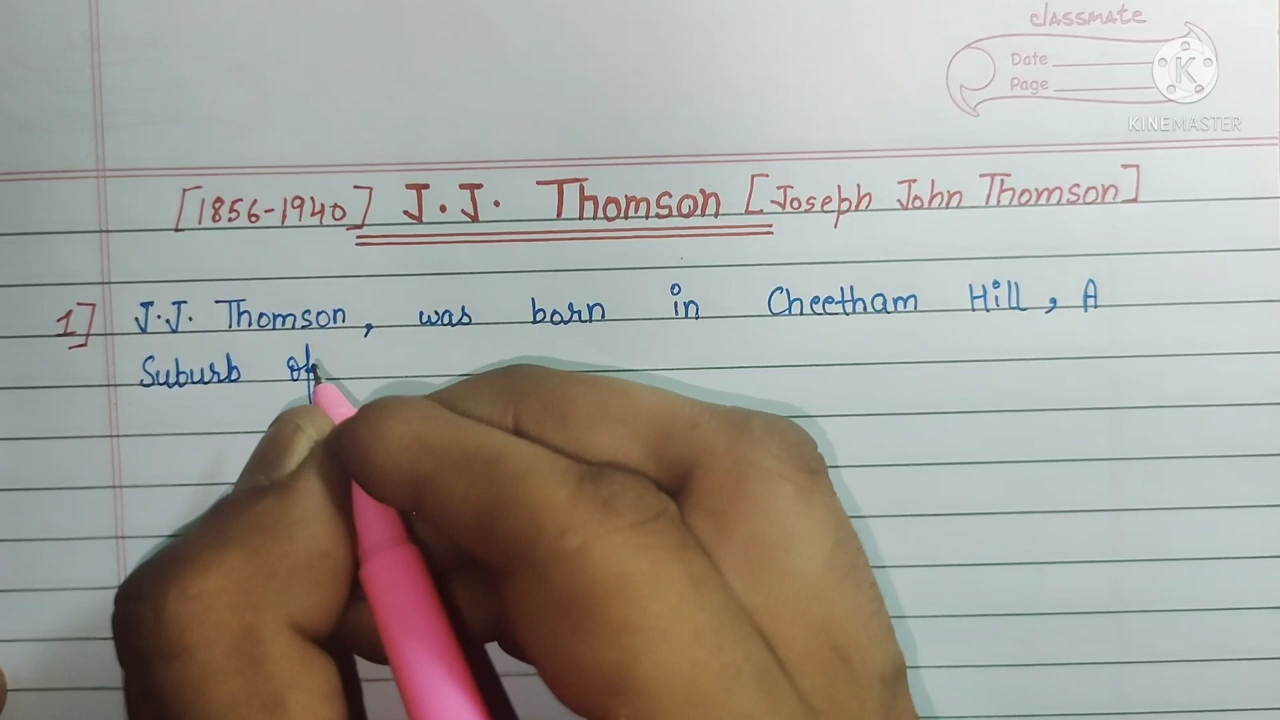 classmate
Date
Page
K
KINEMASTER
[1856-1940] J.J. Thomson [Joseph John Thomson]
1] J.J. Thomson, was born in Cheetham Hill, A
Suburb of